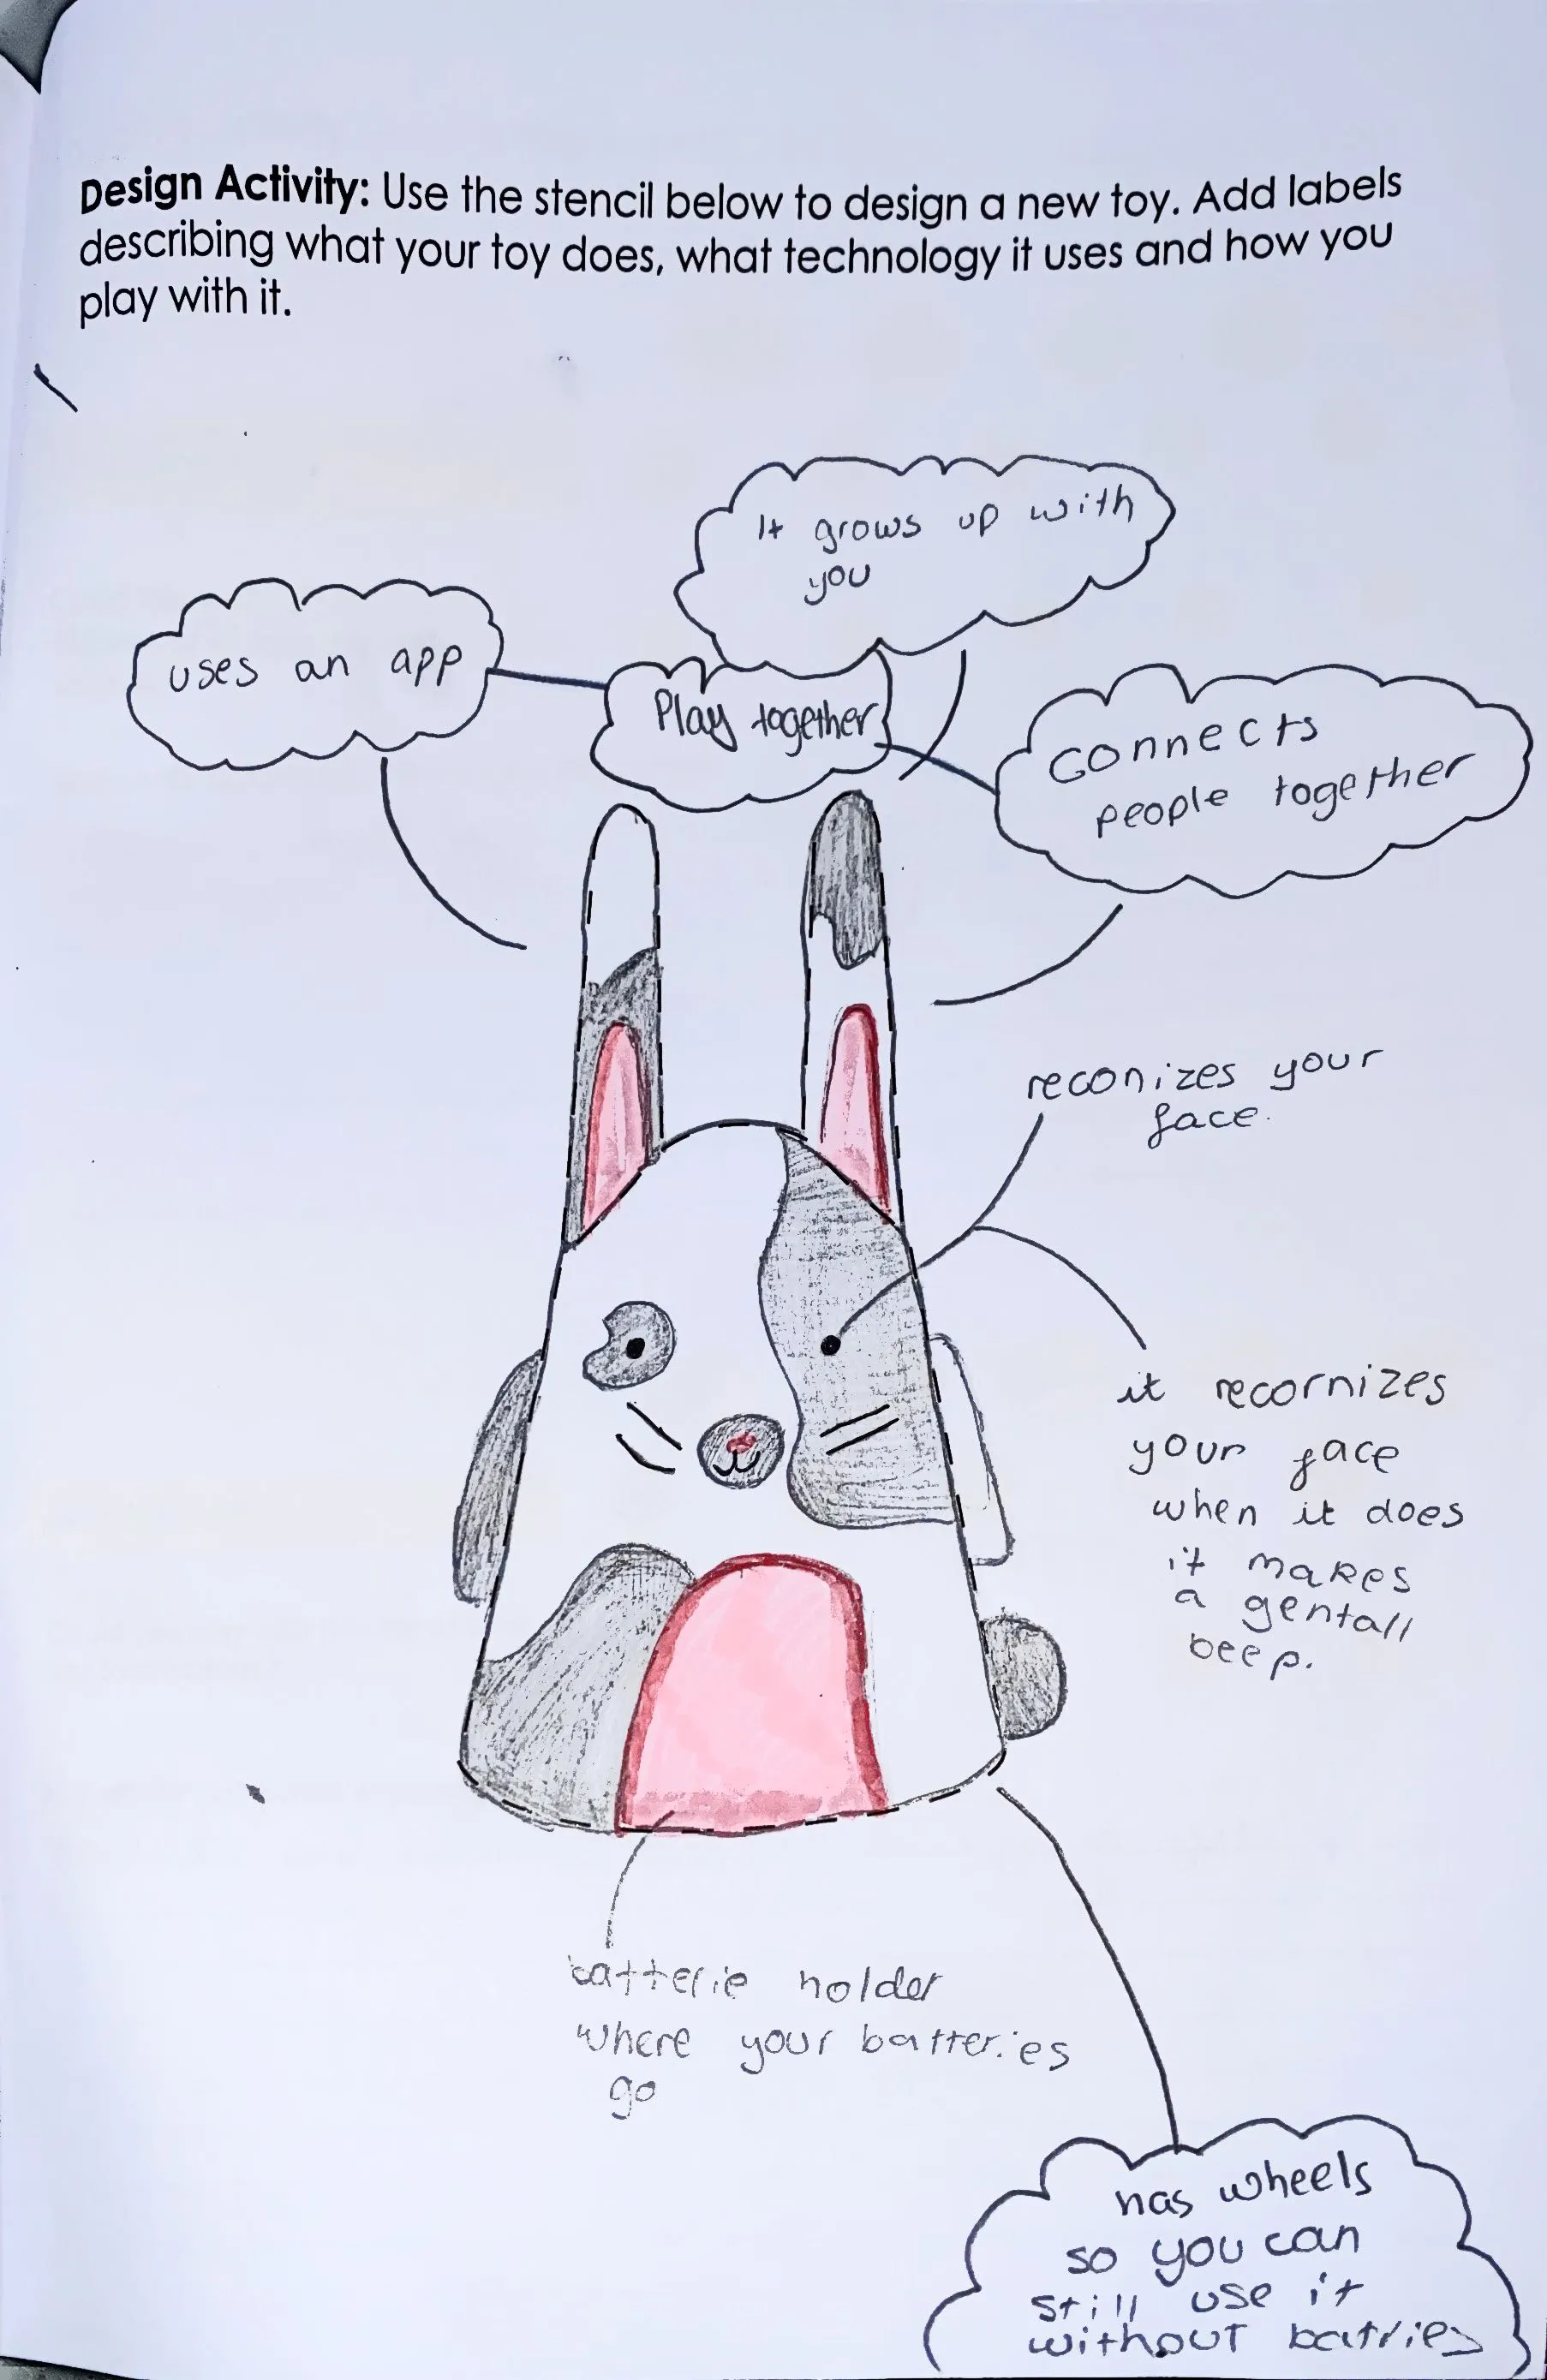 Design Activity: Use the stencil below to design a new toy. Add labels
describing what your toy does, what technology it uses and how you
play with it.
It grows up with
you
uses an app
Play together
connects
people together
reconizes your
face.
it recornizes
your face
when it does
it makes
a gentall
beep.
batterie holder
where your batteries
go
has wheels
so you can
still use it
without batries